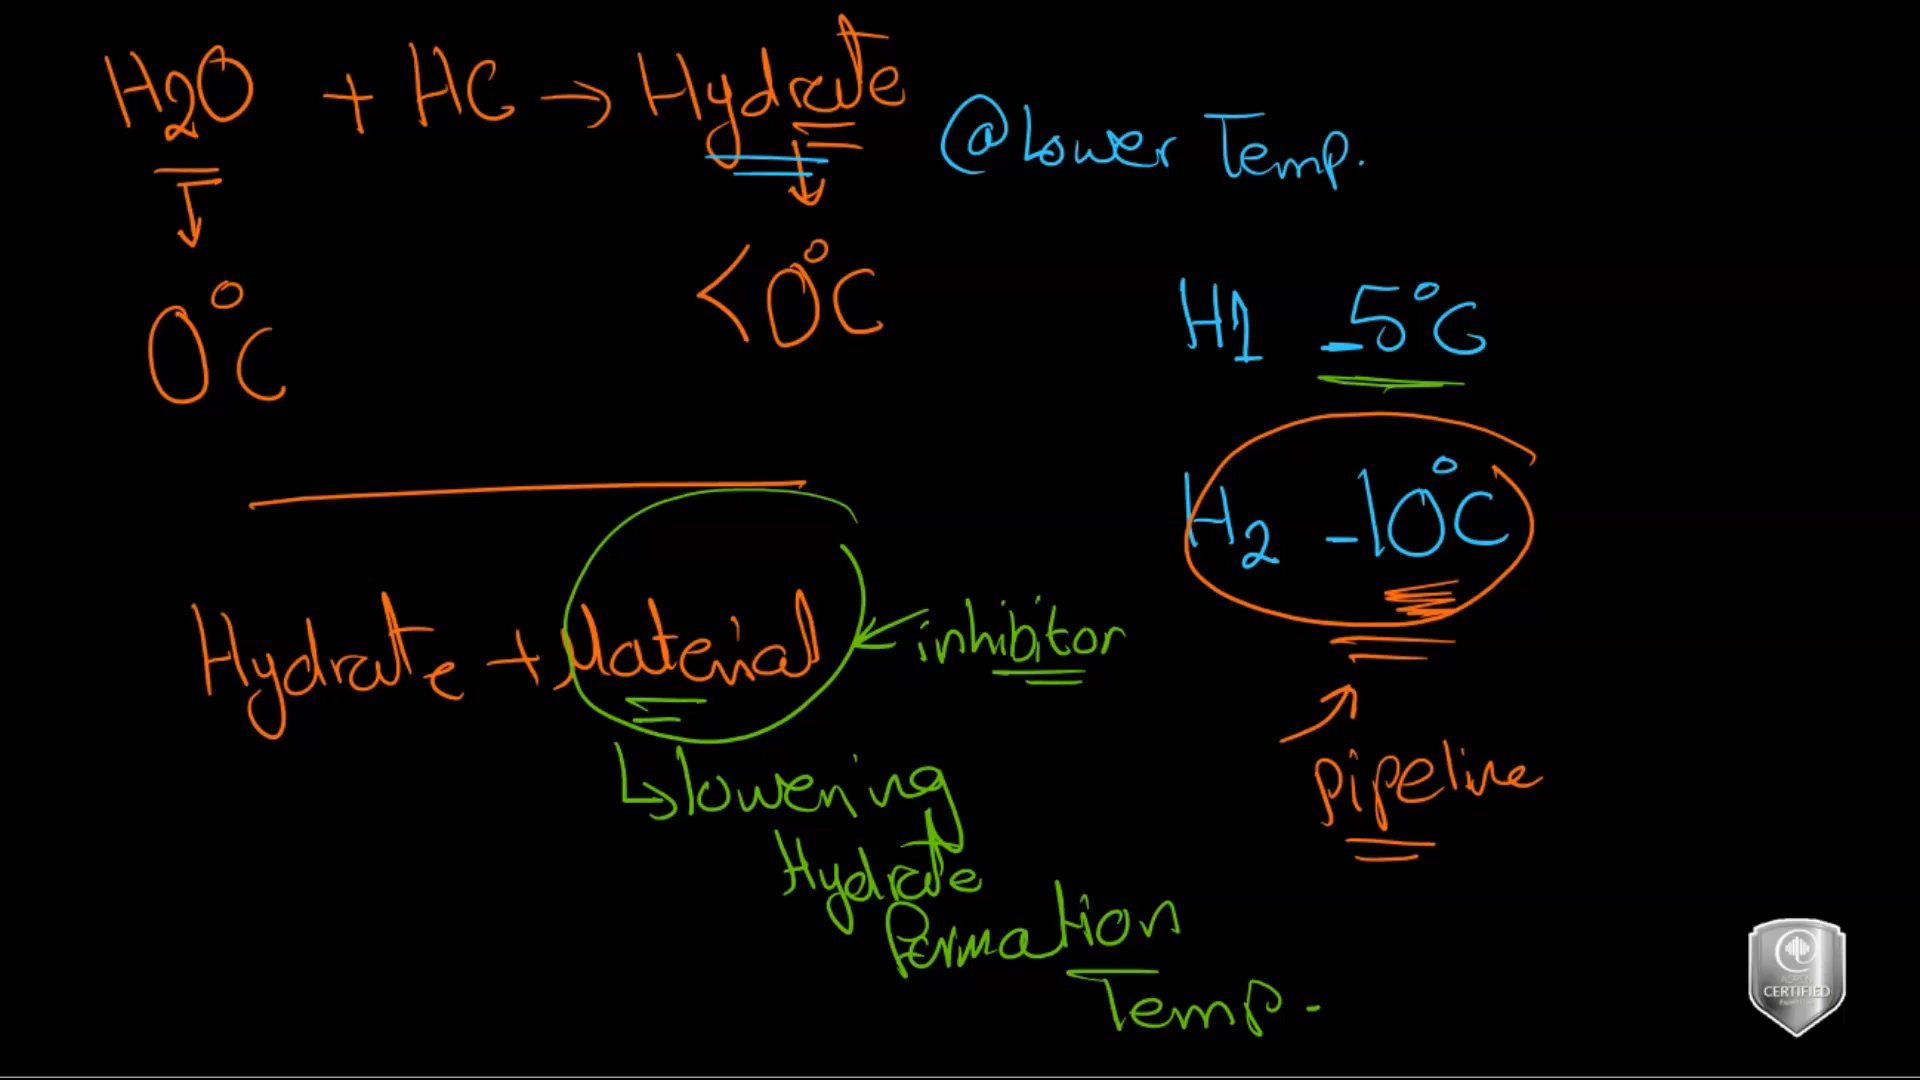 H2O + HC → Hydrate
@ Lower Temp.
0°C
<0°C
H1 -5°C
H2 -10°C
Hydrate + Material ← inhibitor
↳ lowering
Hydrate
Formation
Temp.
pipeline
CERTIFIED